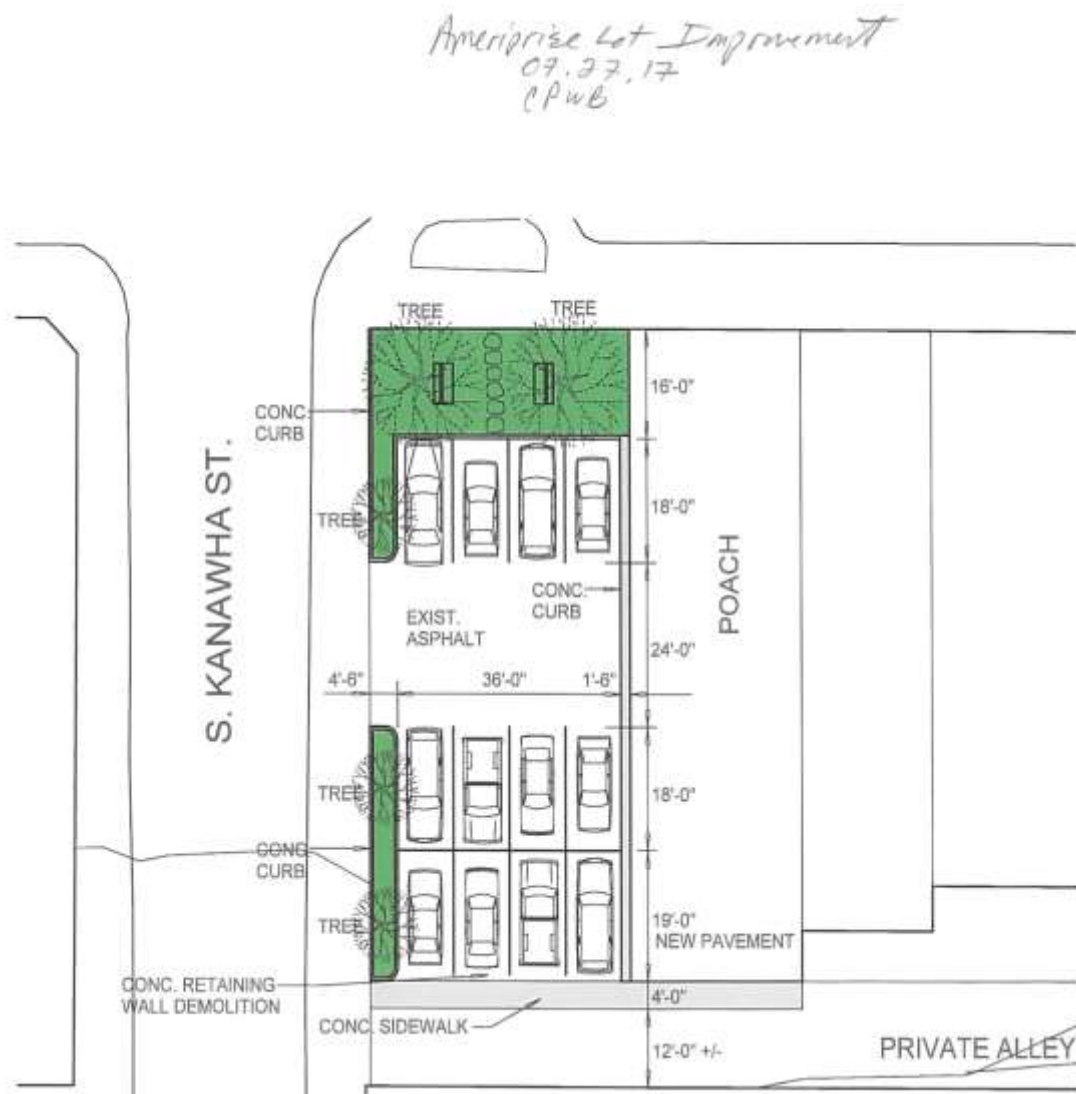 Ameriprise Lot Improvement
07.27.17
CPWB
TREE
TREE
16'-0"
CONC.
CURB
S. KANAWHA ST.
TREE
18'-0"
CONC.
CURB
EXIST.
ASPHALT
POACH
24'-0"
4'-6"
36'-0"
1'-6"
TREE
18'-0"
CONC
CURB
TREE
19'-0"
NEW PAVEMENT
CONC. RETAINING
WALL DEMOLITION
4'-0"
CONC. SIDEWALK
12'-0" +/-
PRIVATE ALLEY